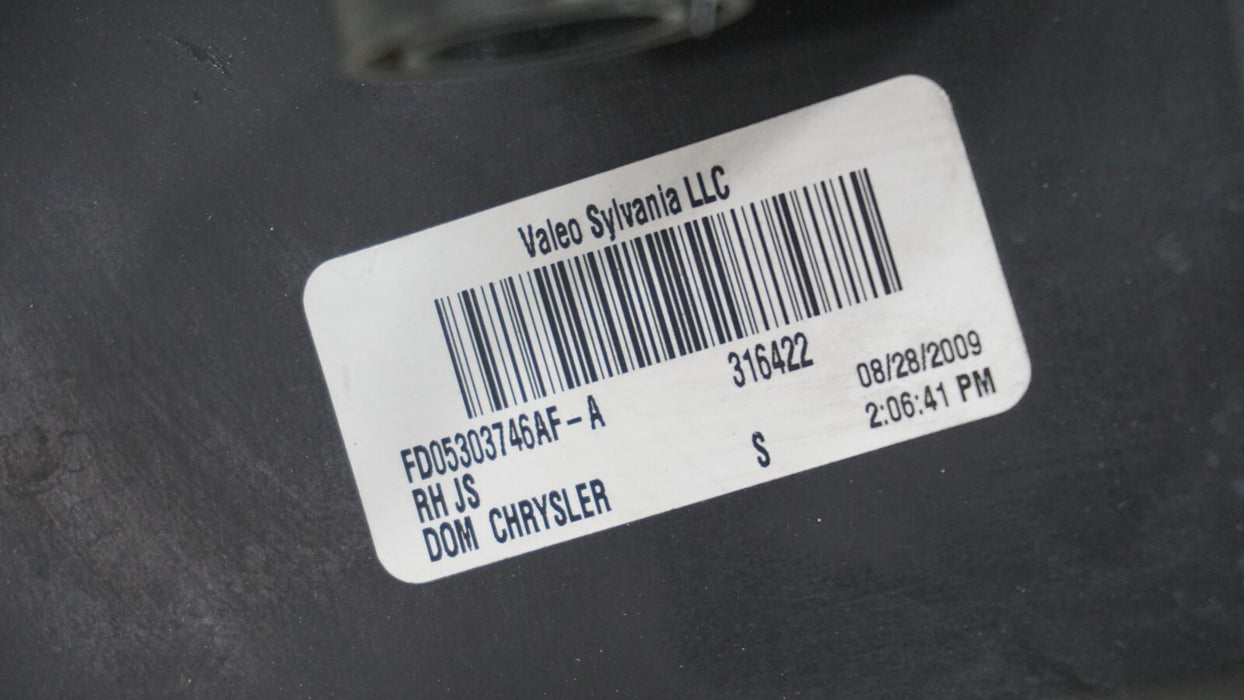 Valeo Sylvania LLC
316422
08/28/2009
2:06:41 PM
FD05303746AF-A
RH JS
DOM CHRYSLER
S